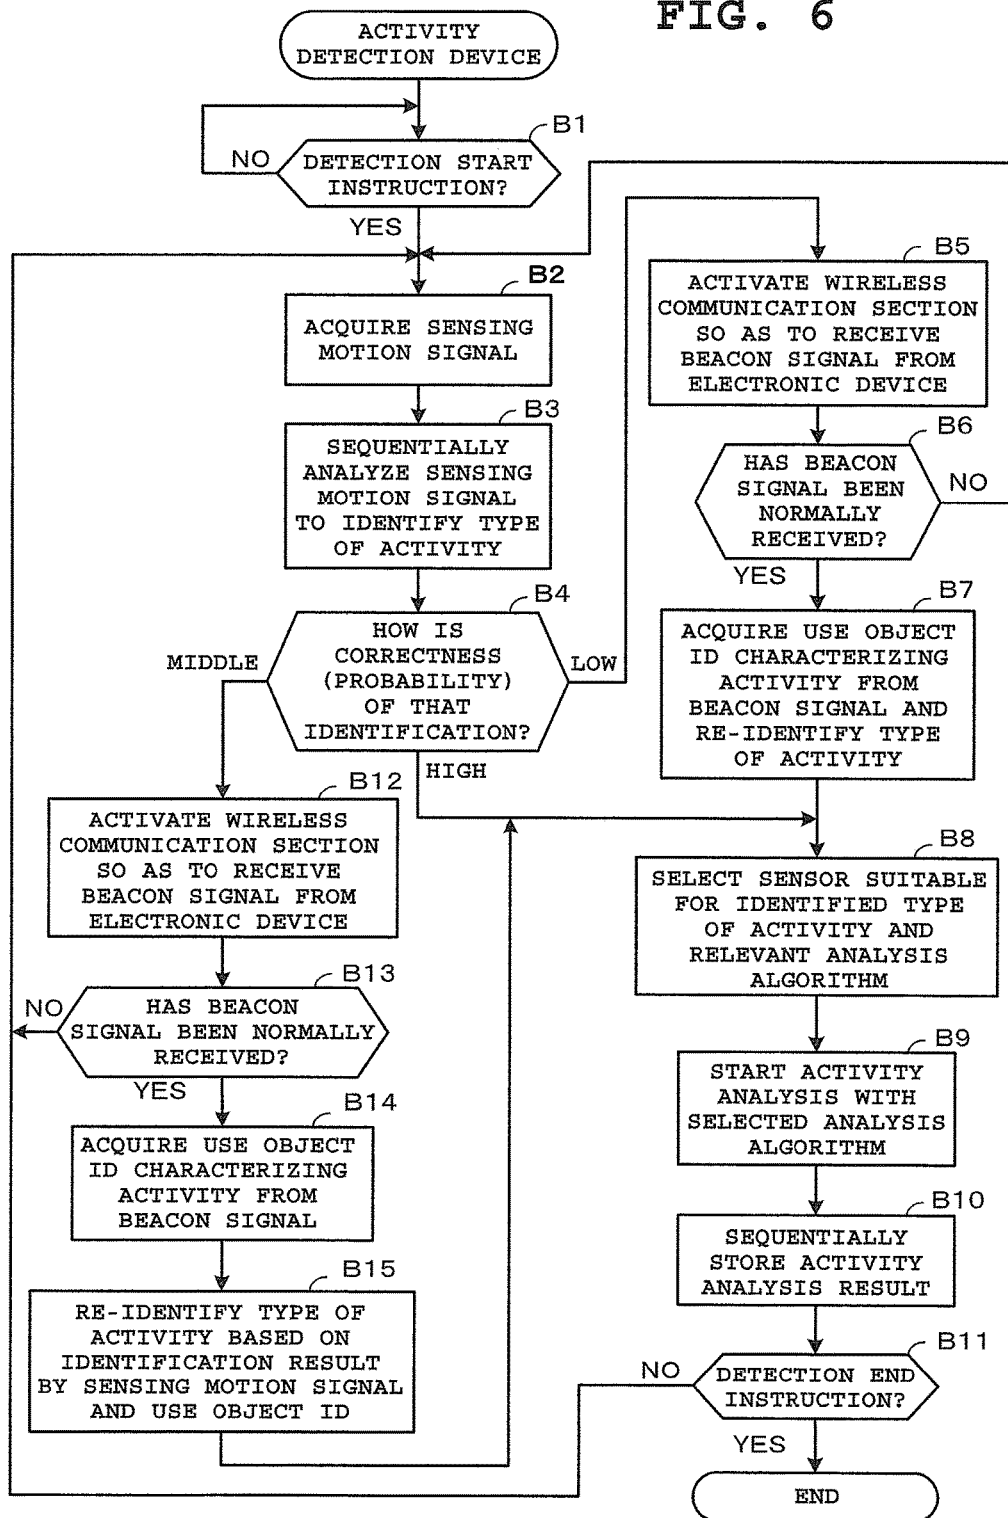 FIG. 6
ACTIVITY
DETECTION DEVICE
B1
NO
DETECTION START
INSTRUCTION?
YES
B2
ACQUIRE SENSING
MOTION SIGNAL
B3
SEQUENTIALLY
ANALYZE SENSING
MOTION SIGNAL
TO IDENTIFY TYPE
OF ACTIVITY
B4
HOW IS
CORRECTNESS
(PROBABILITY)
OF THAT
IDENTIFICATION?
MIDDLE
LOW
HIGH
B5
ACTIVATE WIRELESS
COMMUNICATION SECTION
SO AS TO RECEIVE
BEACON SIGNAL FROM
ELECTRONIC DEVICE
B6
HAS BEACON
SIGNAL BEEN
NORMALLY
RECEIVED?
NO
YES
B7
ACQUIRE USE OBJECT
ID CHARACTERIZING
ACTIVITY FROM
BEACON SIGNAL AND
RE-IDENTIFY TYPE
OF ACTIVITY
B8
SELECT SENSOR SUITABLE
FOR IDENTIFIED TYPE
OF ACTIVITY AND
RELEVANT ANALYSIS
ALGORITHM
B9
START ACTIVITY
ANALYSIS WITH
SELECTED ANALYSIS
ALGORITHM
B10
SEQUENTIALLY
STORE ACTIVITY
ANALYSIS RESULT
B11
NO
DETECTION END
INSTRUCTION?
YES
END
B12
ACTIVATE WIRELESS
COMMUNICATION SECTION
SO AS TO RECEIVE
BEACON SIGNAL FROM
ELECTRONIC DEVICE
B13
NO
HAS BEACON
SIGNAL BEEN NORMALLY
RECEIVED?
YES
B14
ACQUIRE USE OBJECT
ID CHARACTERIZING
ACTIVITY FROM
BEACON SIGNAL
B15
RE-IDENTIFY TYPE OF
ACTIVITY BASED ON
IDENTIFICATION RESULT
BY SENSING MOTION SIGNAL
AND USE OBJECT ID